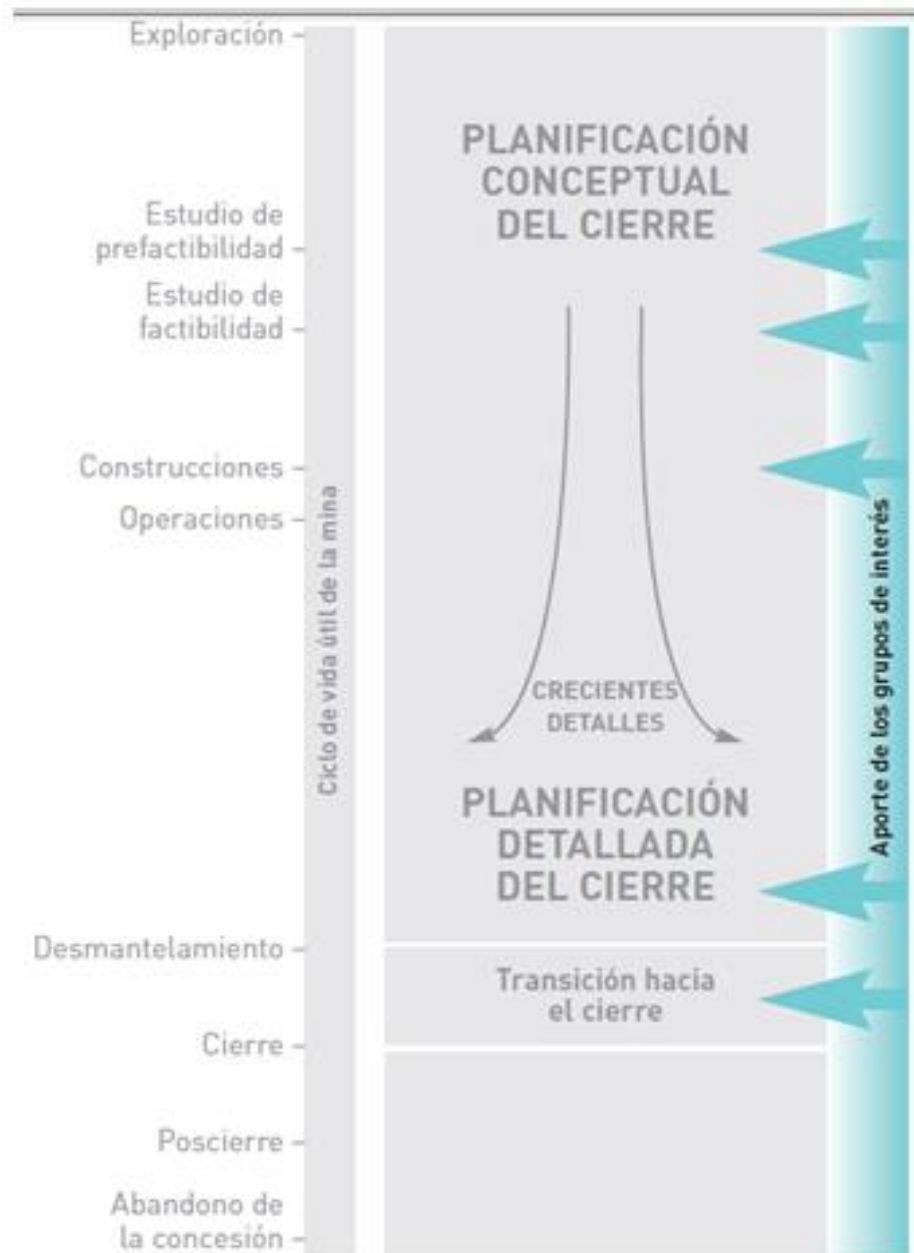 Exploración
Estudio de
prefactibilidad
Estudio de
factibilidad
Construcciones
Operaciones
Desmantelamiento
Cierre
Poscierre
Abandono de
la concesión
Ciclo de vida útil de la mina
PLANIFICACIÓN
CONCEPTUAL
DEL CIERRE
CRECIENTES
DETALLES
PLANIFICACIÓN
DETALLADA
DEL CIERRE
Transición hacia
el cierre
Aporte de los grupos de interés